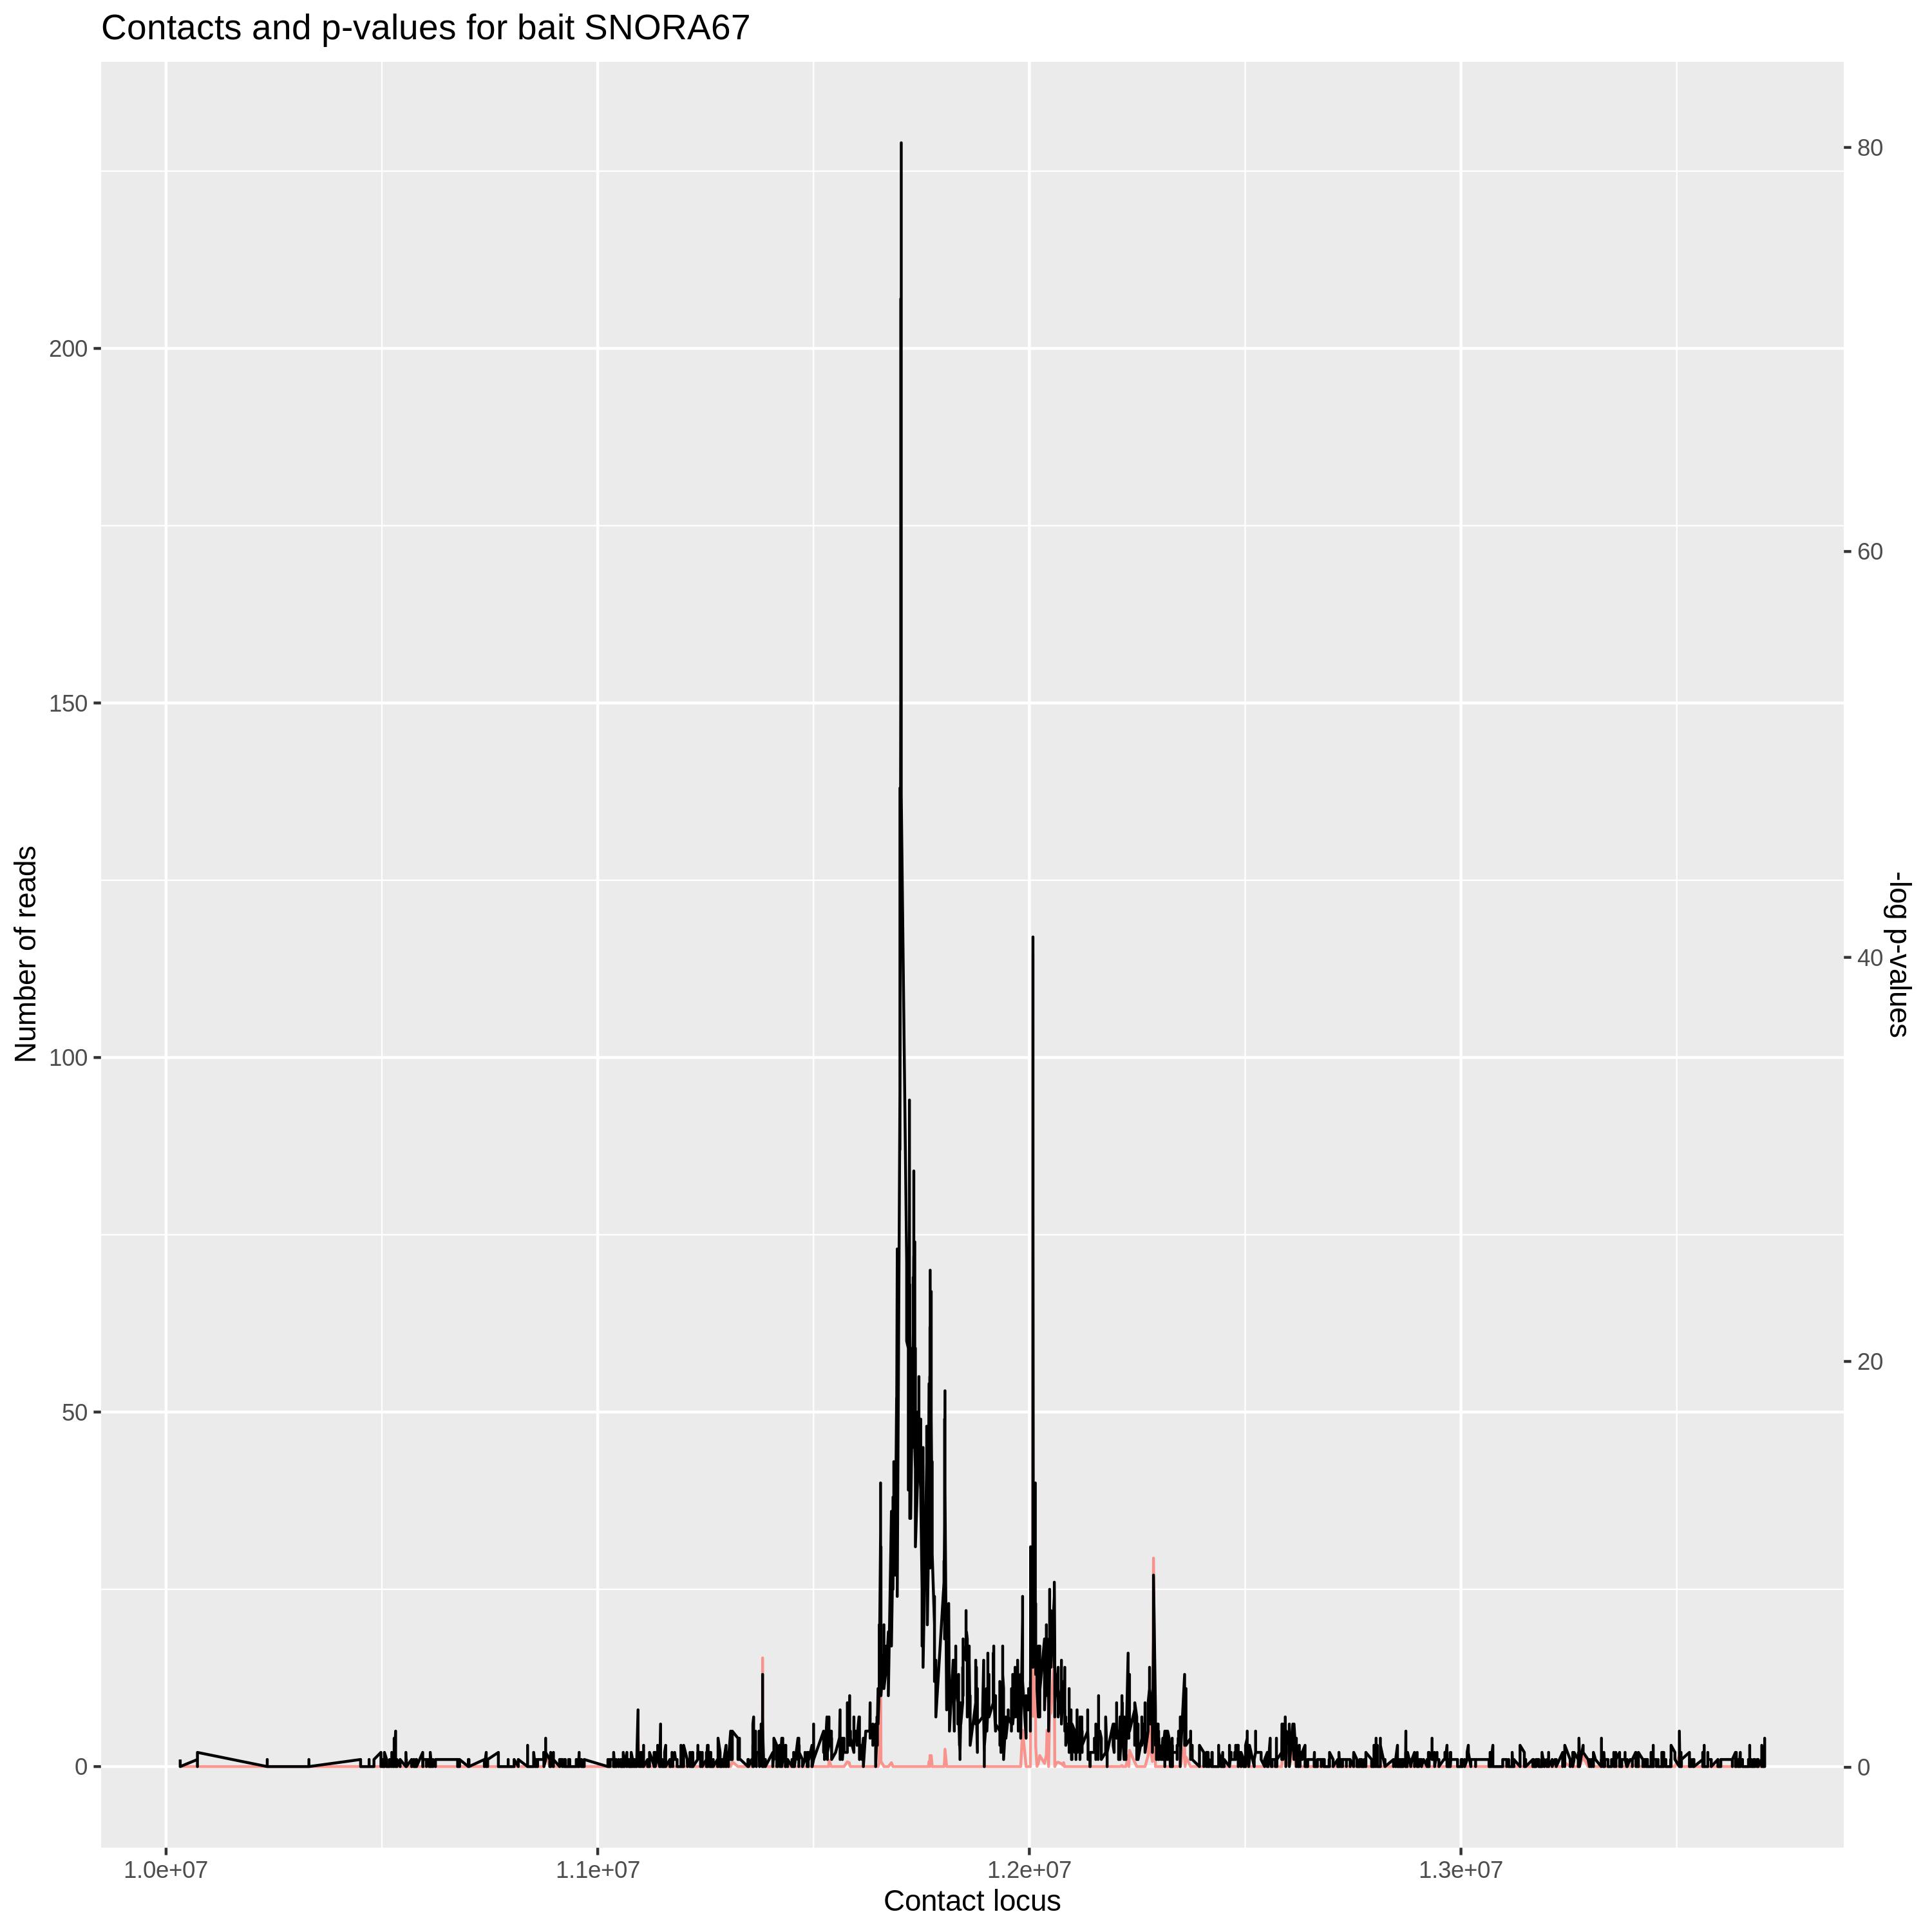 Contacts and p-values for bait SNORA67
Number of reads
200
150
100
50
0
80
60
40
20
0
-log p-values
1.0e+07
1.1e+07
1.2e+07
1.3e+07
Contact locus